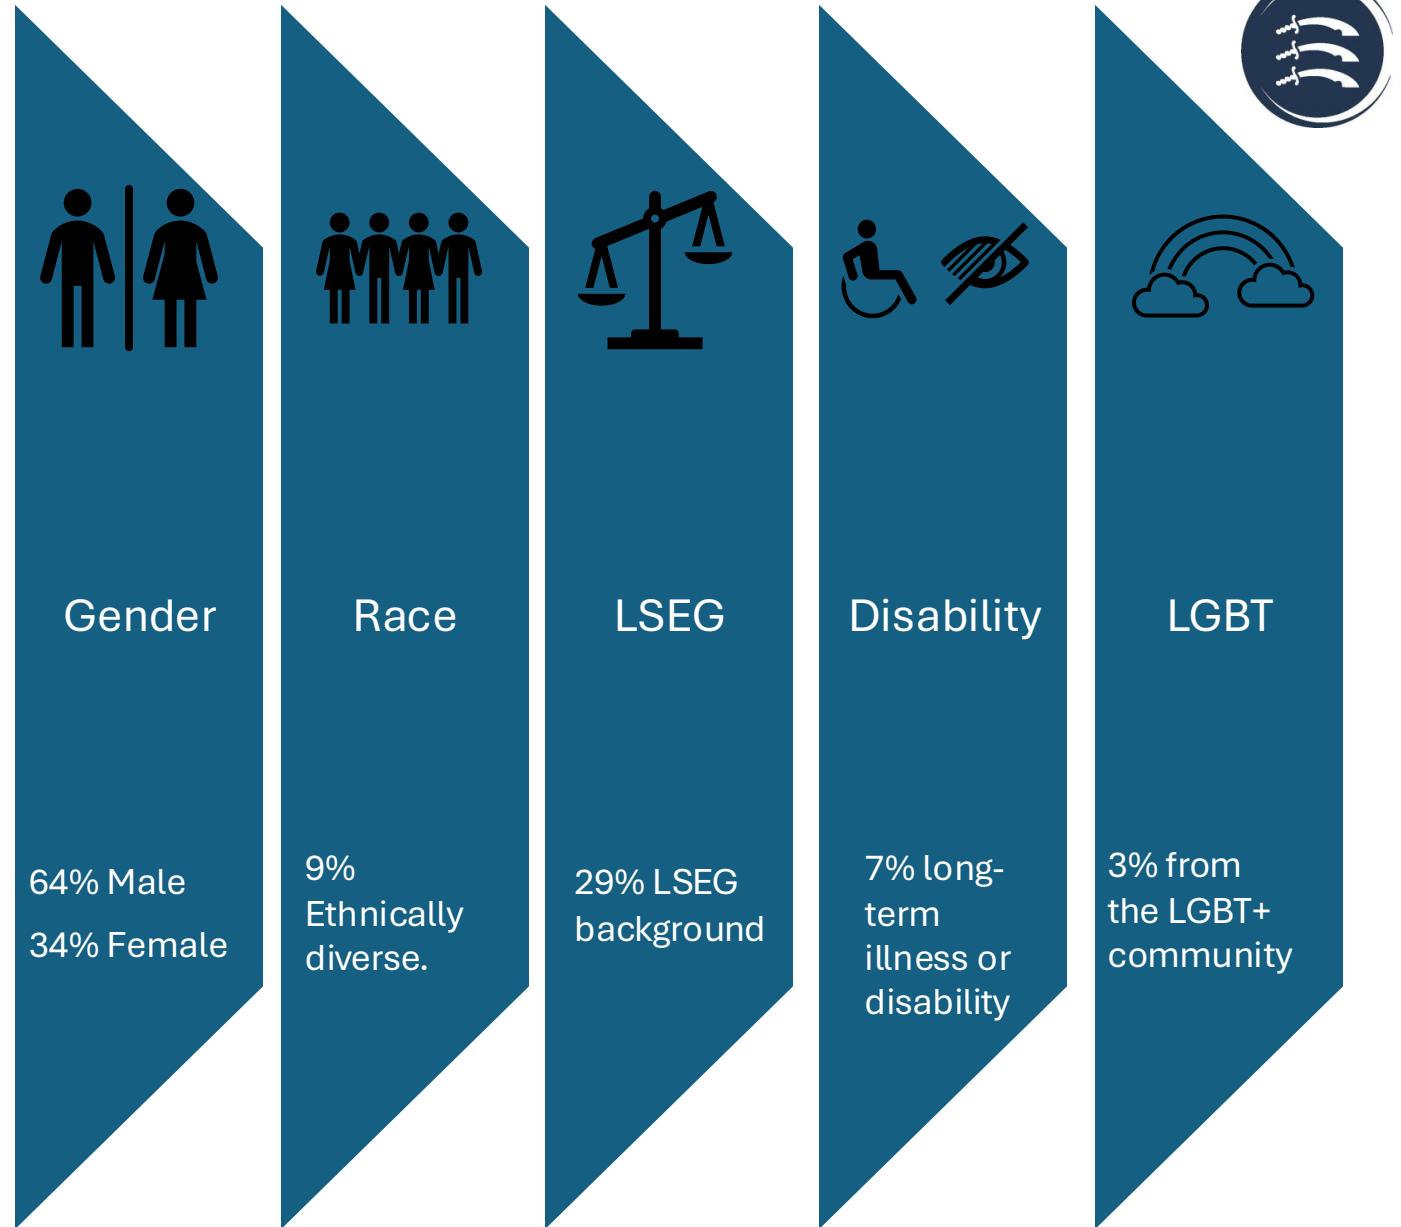 Gender
64% Male
34% Female
Race
9%
Ethnically
diverse.
LSEG
29% LSEG
background
Disability
7% long-
term
illness or
disability
LGBT
3% from
the LGBT+
community